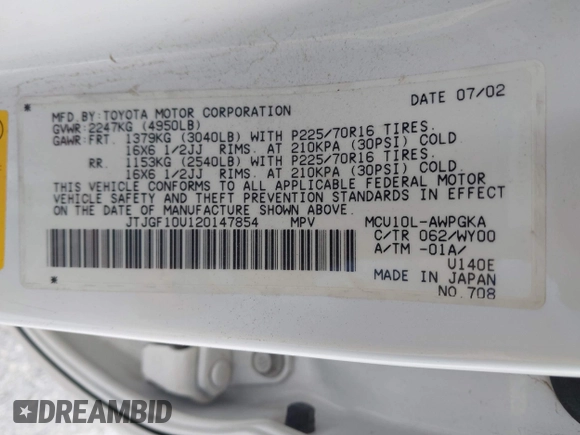 DATE 07/02
MFD.BY:TOYOTA MOTOR CORPORATION
GVWR:2247KG (4950LB)
GAWR:FRT. 1379KG (3040LB) WITH P225/70R16 TIRES.
16X6 1/2JJ RIMS. AT 210KPA (30PSI) COLD
RR. 1153KG (2540LB) WITH P225/70R16 TIRES.
16X6 1/2JJ RIMS. AT 210KPA (30PSI) COLD
THIS VEHICLE CONFORMS TO ALL APPLICABLE FEDERAL MOTOR
VEHICLE SAFETY AND THEFT PREVENTION STANDARDS IN EFFECT
ON THE DATE OF MANUFACTURE SHOWN ABOVE.
JTJGF10U120147854 MPV MCU10L-AWPGKA
C/TR 062/WY00
A/TM -01A/
U140E
MADE IN JAPAN
NO.708
DREAMBID